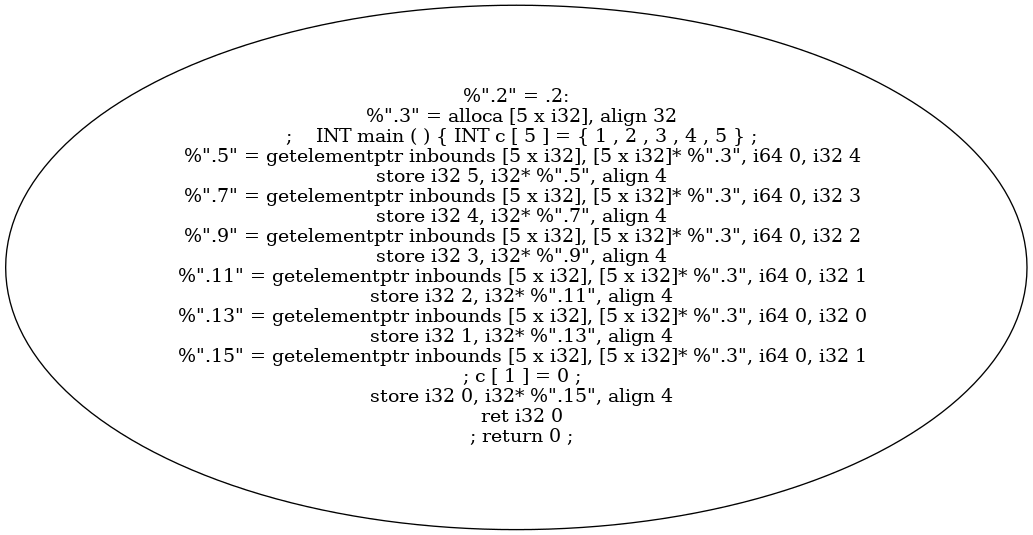 %".2" = .2:
%".3" = alloca [5 x i32], align 32
; INT main ( ) { INT c [ 5 ] = { 1 , 2 , 3 , 4 , 5 } ;
%".5" = getelementptr inbounds [5 x i32], [5 x i32]* %".3", i64 0, i32 4
store i32 5, i32* %".5", align 4
%".7" = getelementptr inbounds [5 x i32], [5 x i32]* %".3", i64 0, i32 3
store i32 4, i32* %".7", align 4
%".9" = getelementptr inbounds [5 x i32], [5 x i32]* %".3", i64 0, i32 2
store i32 3, i32* %".9", align 4
%".11" = getelementptr inbounds [5 x i32], [5 x i32]* %".3", i64 0, i32 1
store i32 2, i32* %".11", align 4
%".13" = getelementptr inbounds [5 x i32], [5 x i32]* %".3", i64 0, i32 0
store i32 1, i32* %".13", align 4
%".15" = getelementptr inbounds [5 x i32], [5 x i32]* %".3", i64 0, i32 1
; c [ 1 ] = 0 ;
store i32 0, i32* %".15", align 4
ret i32 0
; return 0 ;